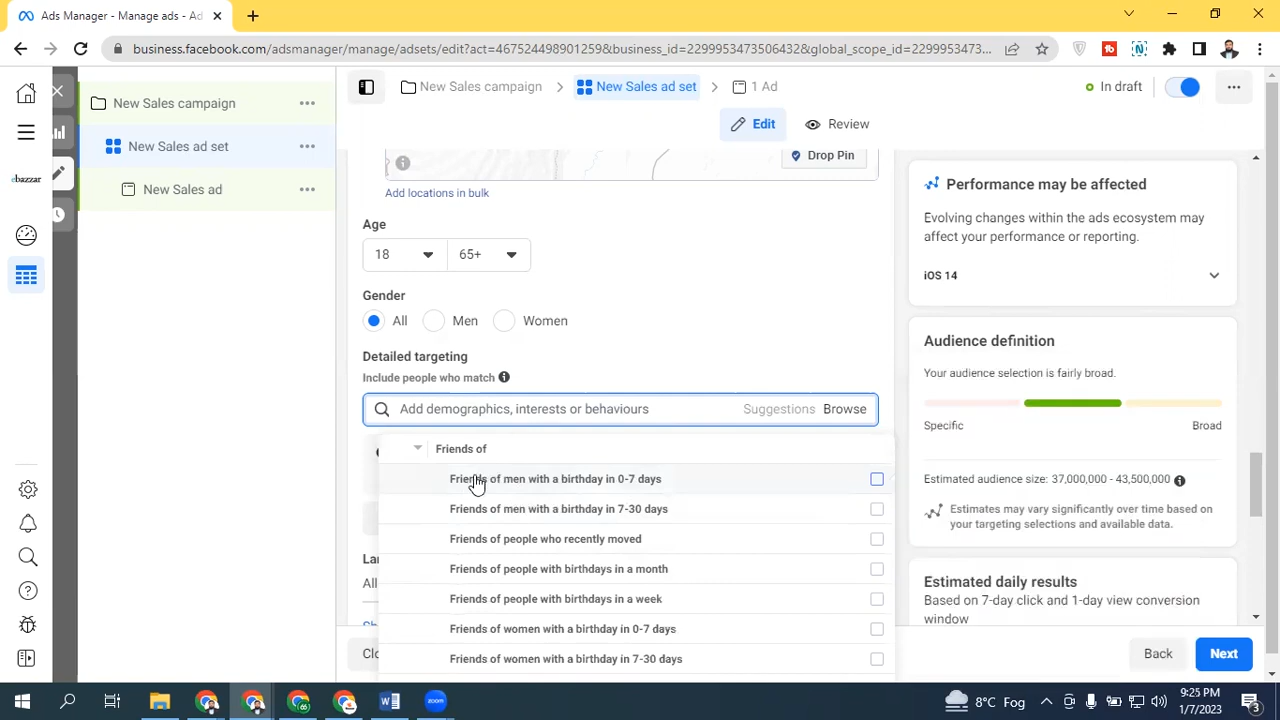 Ads Manager - Manage ads - Ad
business.facebook.com/adsmanager/manage/adsets/edit?act=467524498901259&business_id=2299953473506432&global_scope_id=2299953473...
New Sales campaign
New Sales ad set
New Sales ad
ebazzar
New Sales campaign > New Sales ad set > 1 Ad
In draft
Edit
Review
Drop Pin
Add locations in bulk
Age
18
65+
Gender
All
Men
Women
Detailed targeting
Include people who match
Add demographics, interests or behaviours
Suggestions
Browse
Friends of
Friends of men with a birthday in 0-7 days
Friends of men with a birthday in 7-30 days
Friends of people who recently moved
Friends of people with birthdays in a month
Friends of people with birthdays in a week
Friends of women with a birthday in 0-7 days
Friends of women with a birthday in 7-30 days
Lan
All
Sh
Clo
Performance may be affected
Evolving changes within the ads ecosystem may
affect your performance or reporting.
iOS 14
Audience definition
Your audience selection is fairly broad.
Specific
Broad
Estimated audience size: 37,000,000 - 43,500,000
Estimates may vary significantly over time based on
your targeting selections and available data.
Estimated daily results
Based on 7-day click and 1-day view conversion
window
Back
Next
zoom
8°C Fog
9:25 PM
1/7/2023
3